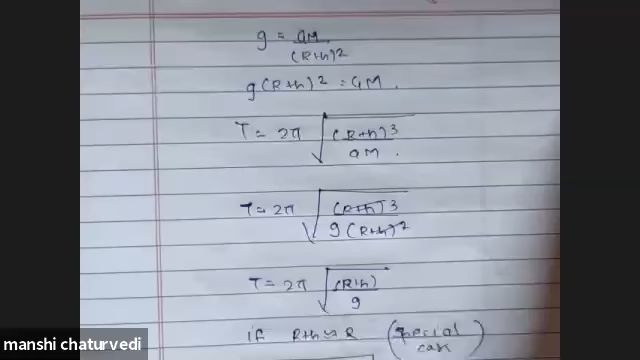 g = GM / (R+h)²
g(R+h)² = GM.
T = 2π √((R+h)³ / GM.)
T = 2π √((R+h)³ / g(R+h)²)
T = 2π √((R+h) / g)
if R+h ≈ R (special case)
manshi chaturvedi